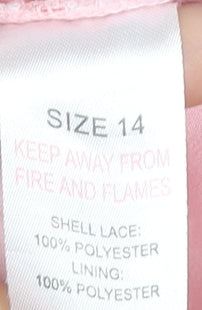 SIZE 14
KEEP AWAY FROM
FIRE AND FLAMES
SHELL LACE:
100% POLYESTER
LINING:
100% POLYESTER